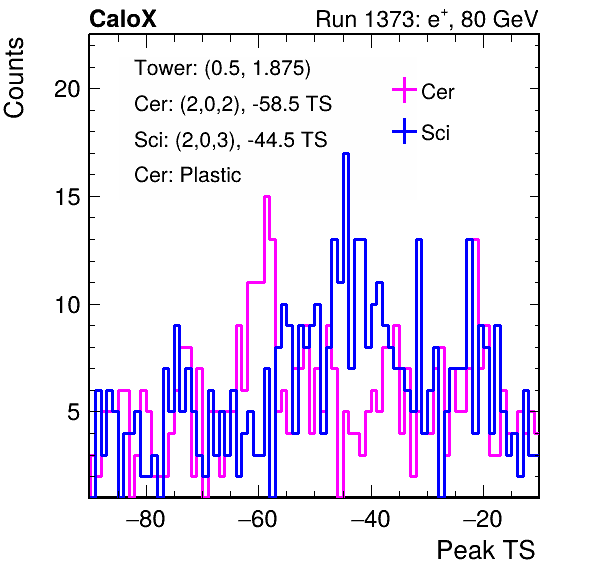 CaloX Run 1373: e⁺, 80 GeV
Counts
Tower: (0.5, 1.875)
Cer: (2,0,2), -58.5 TS
Sci: (2,0,3), -44.5 TS
Cer: Plastic
Cer
Sci
20
15
10
5
−80 −60 −40 −20
Peak TS